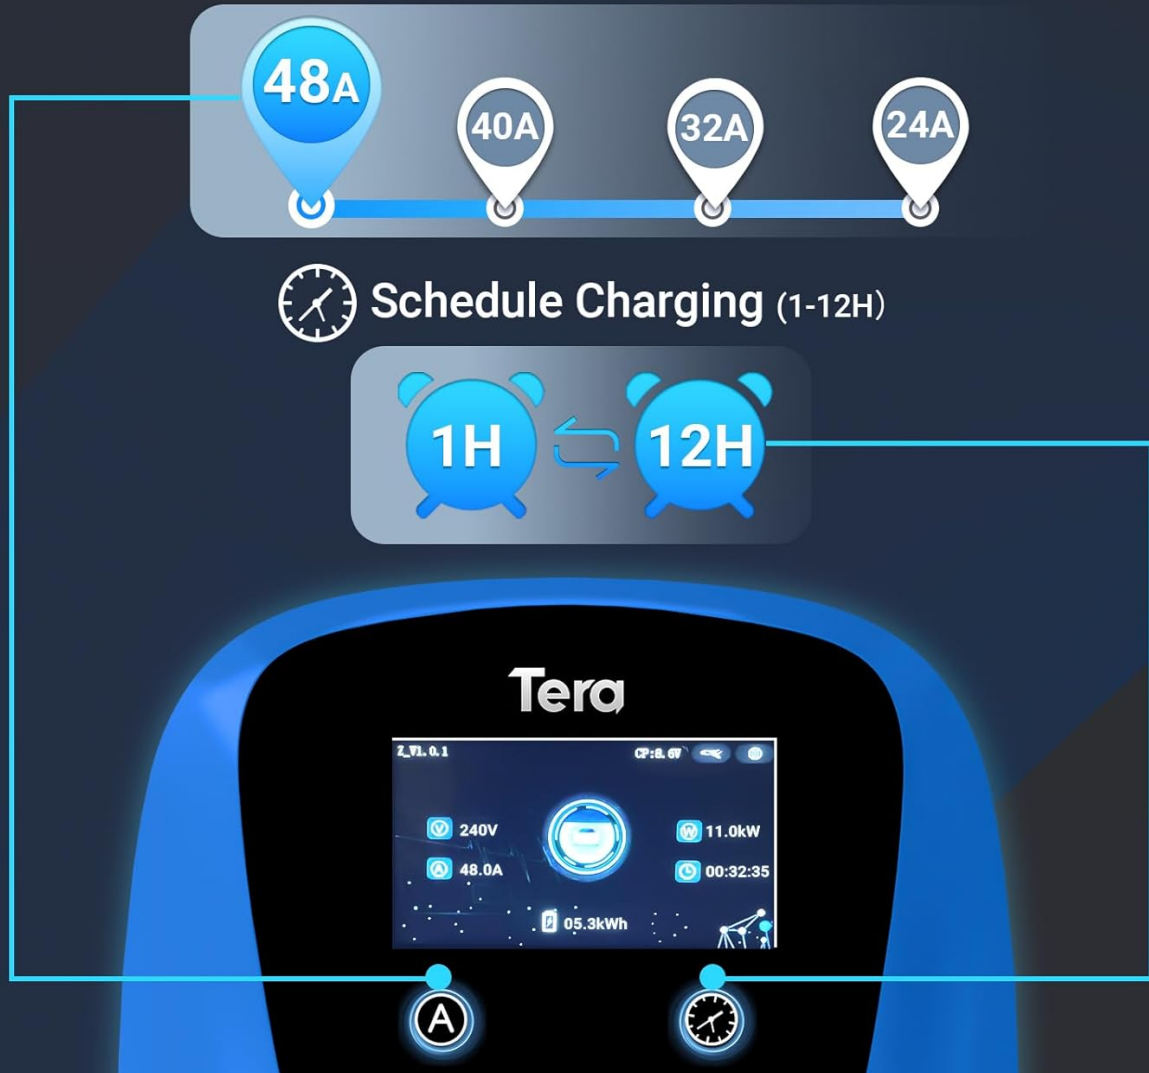 48A
40A
32A
24A
Schedule Charging (1-12H)
1H
12H
Tera
Z_V1.0.1
CP:8.6V
240V
11.0kW
48.0A
00:32:35
05.3kWh
A